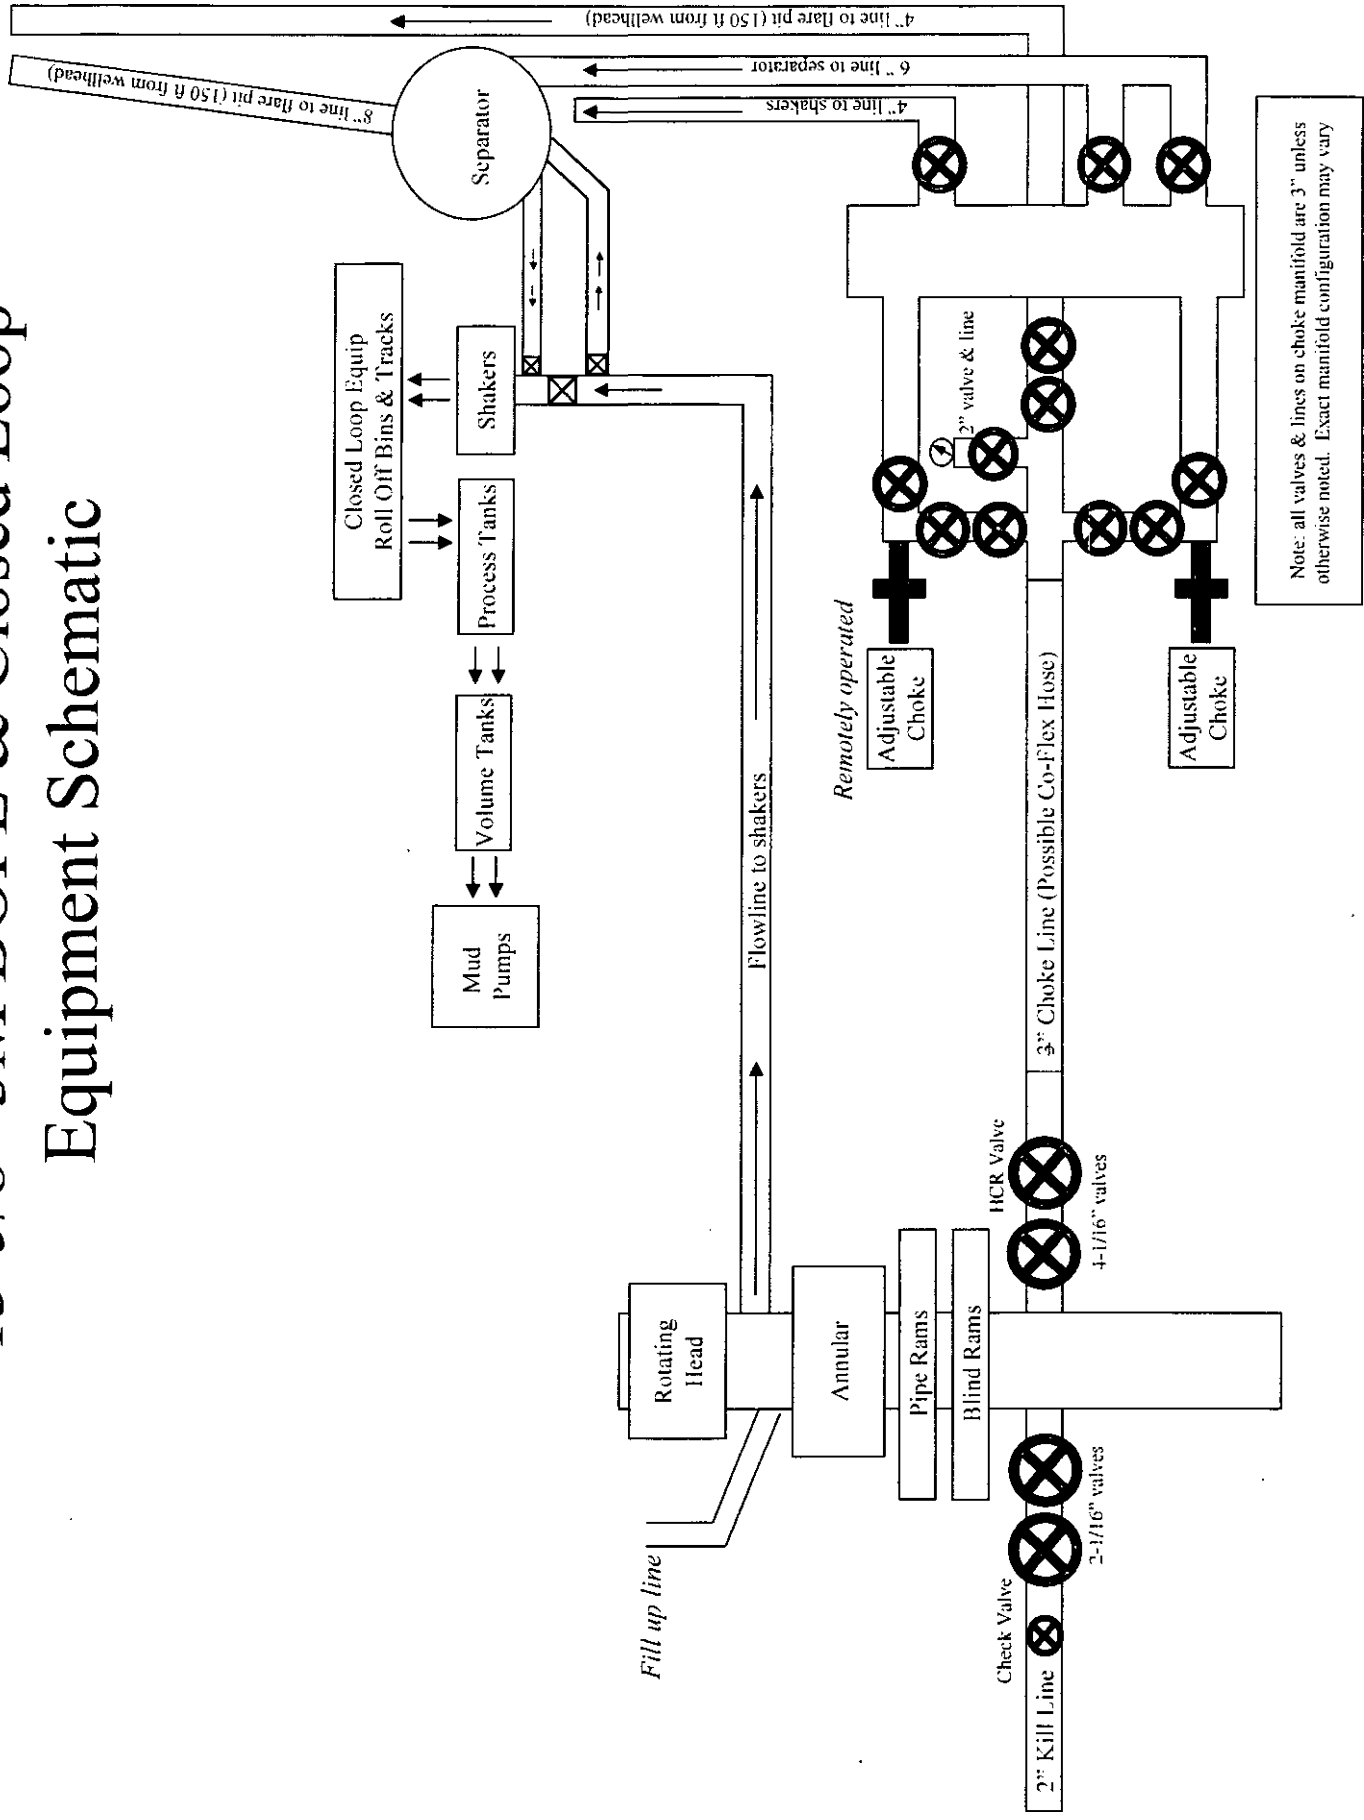 BOPE & Closed Loop
Equipment Schematic
Closed Loop Equip
Roll Off Bins & Tracks
Mud
Pumps
Volume Tanks
Process Tanks
Shakers
Separator
8" line to flare pit (150 ft from wellhead)
4" line to flare pit (150 ft from wellhead)
6" line to separator
4" line to shakers
Fill up line
Rotating
Head
Flowline to shakers
Annular
Pipe Rams
Blind Rams
Remotely operated
Adjustable
Choke
2" valve & line
2" Kill Line
Check Valve
2-1/16" valves
HCR Valve
4-1/16" valves
3" Choke Line (Possible Co-Flex Hose)
Adjustable
Choke
Note: all valves & lines on choke manifold are 3" unless
otherwise noted. Exact manifold configuration may vary